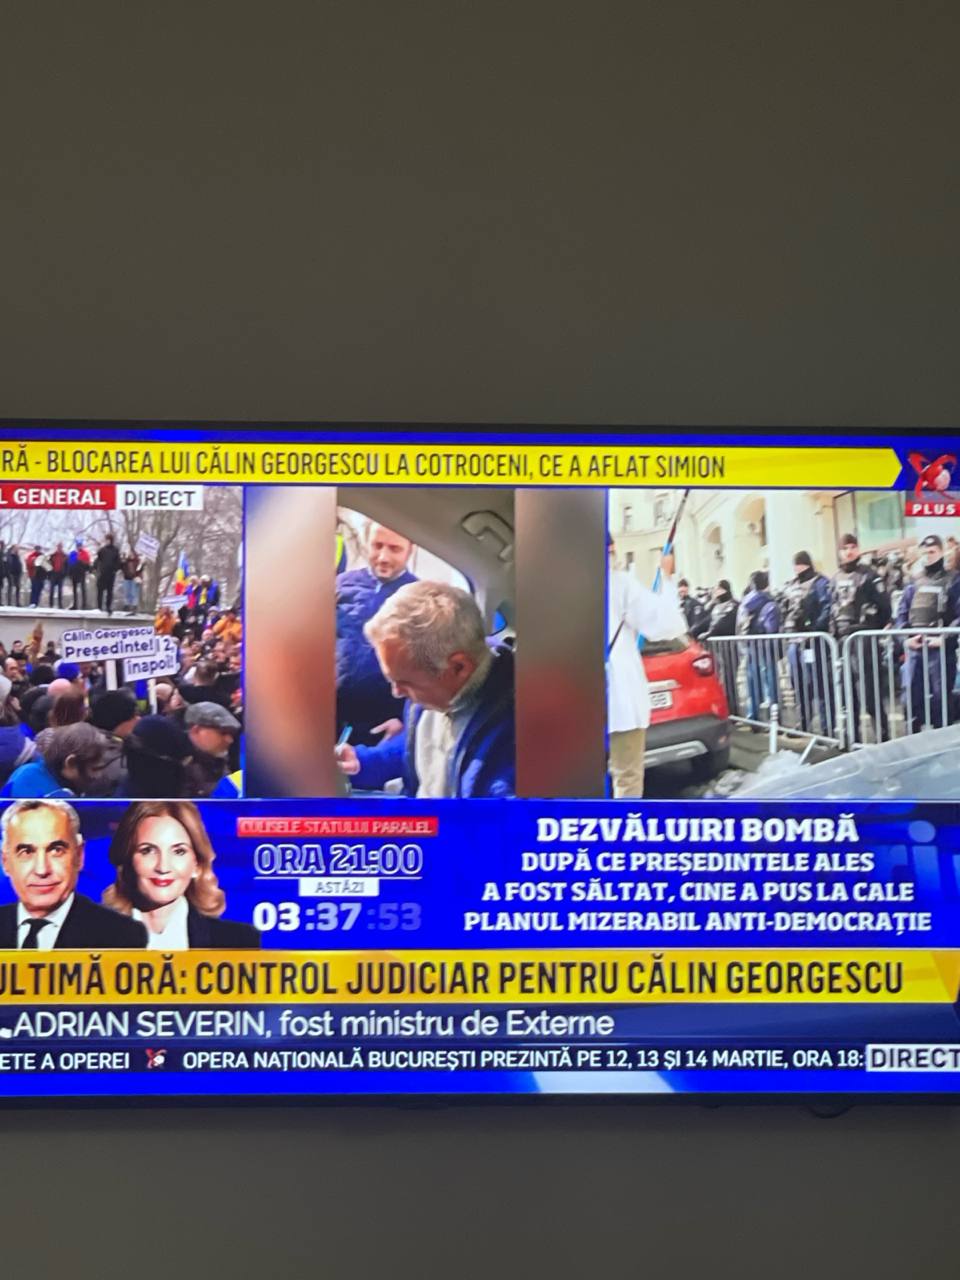 RĂ - BLOCAREA LUI CĂLIN GEORGESCU LA COTROCENI, CE A AFLAT SIMION
L GENERAL DIRECT
PLUS
Călin Georgescu
Președinte!
2,
înapoi!
CULISELE STATULUI PARALEL
ORA 21:00
ASTĂZI
03:37:53
DEZVĂLUIRI BOMBĂ
DUPĂ CE PREȘEDINTELE ALES
A FOST SĂLTAT, CINE A PUS LA CALE
PLANUL MIZERABIL ANTI-DEMOCRAȚIE
ULTIMĂ ORĂ: CONTROL JUDICIAR PENTRU CĂLIN GEORGESCU
ADRIAN SEVERIN, fost ministru de Externe
ETE A OPEREI OPERA NAȚIONALĂ BUCUREȘTI PREZINTĂ PE 12, 13 ȘI 14 MARTIE, ORA 18: DIRECT